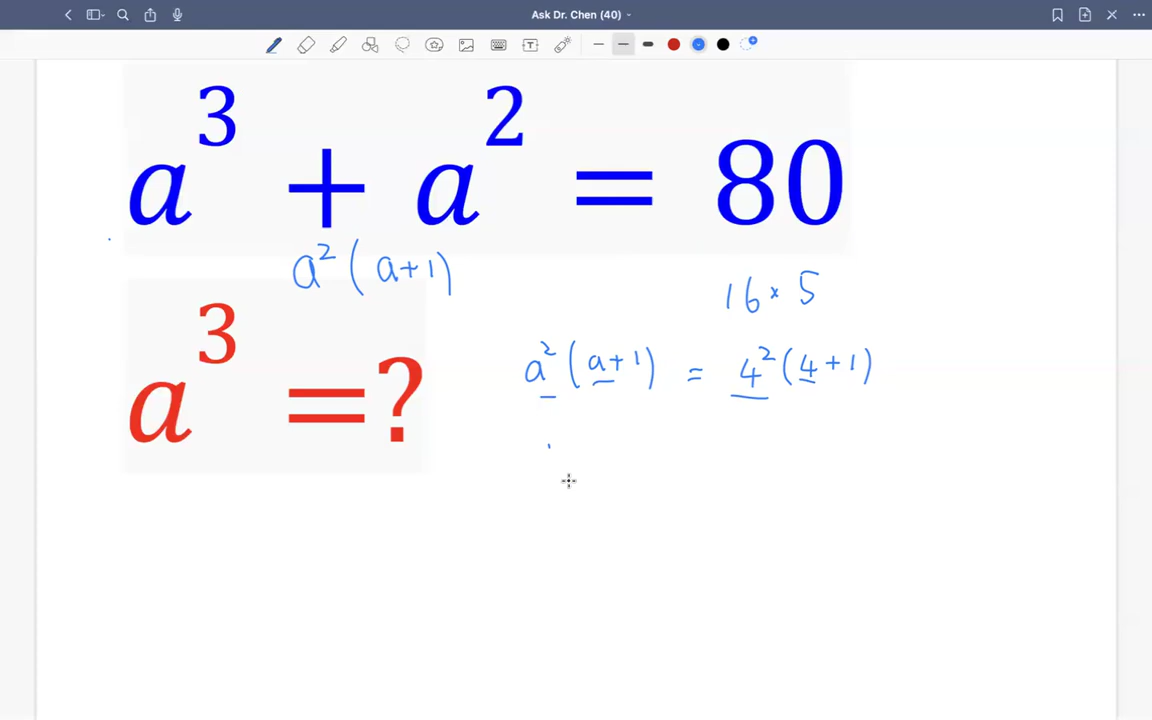 Ask Dr. Chen (40)
a³ + a² = 80
a² (a+1)
16 × 5
a³ =?
a² (a+1) = 4² (4+1)